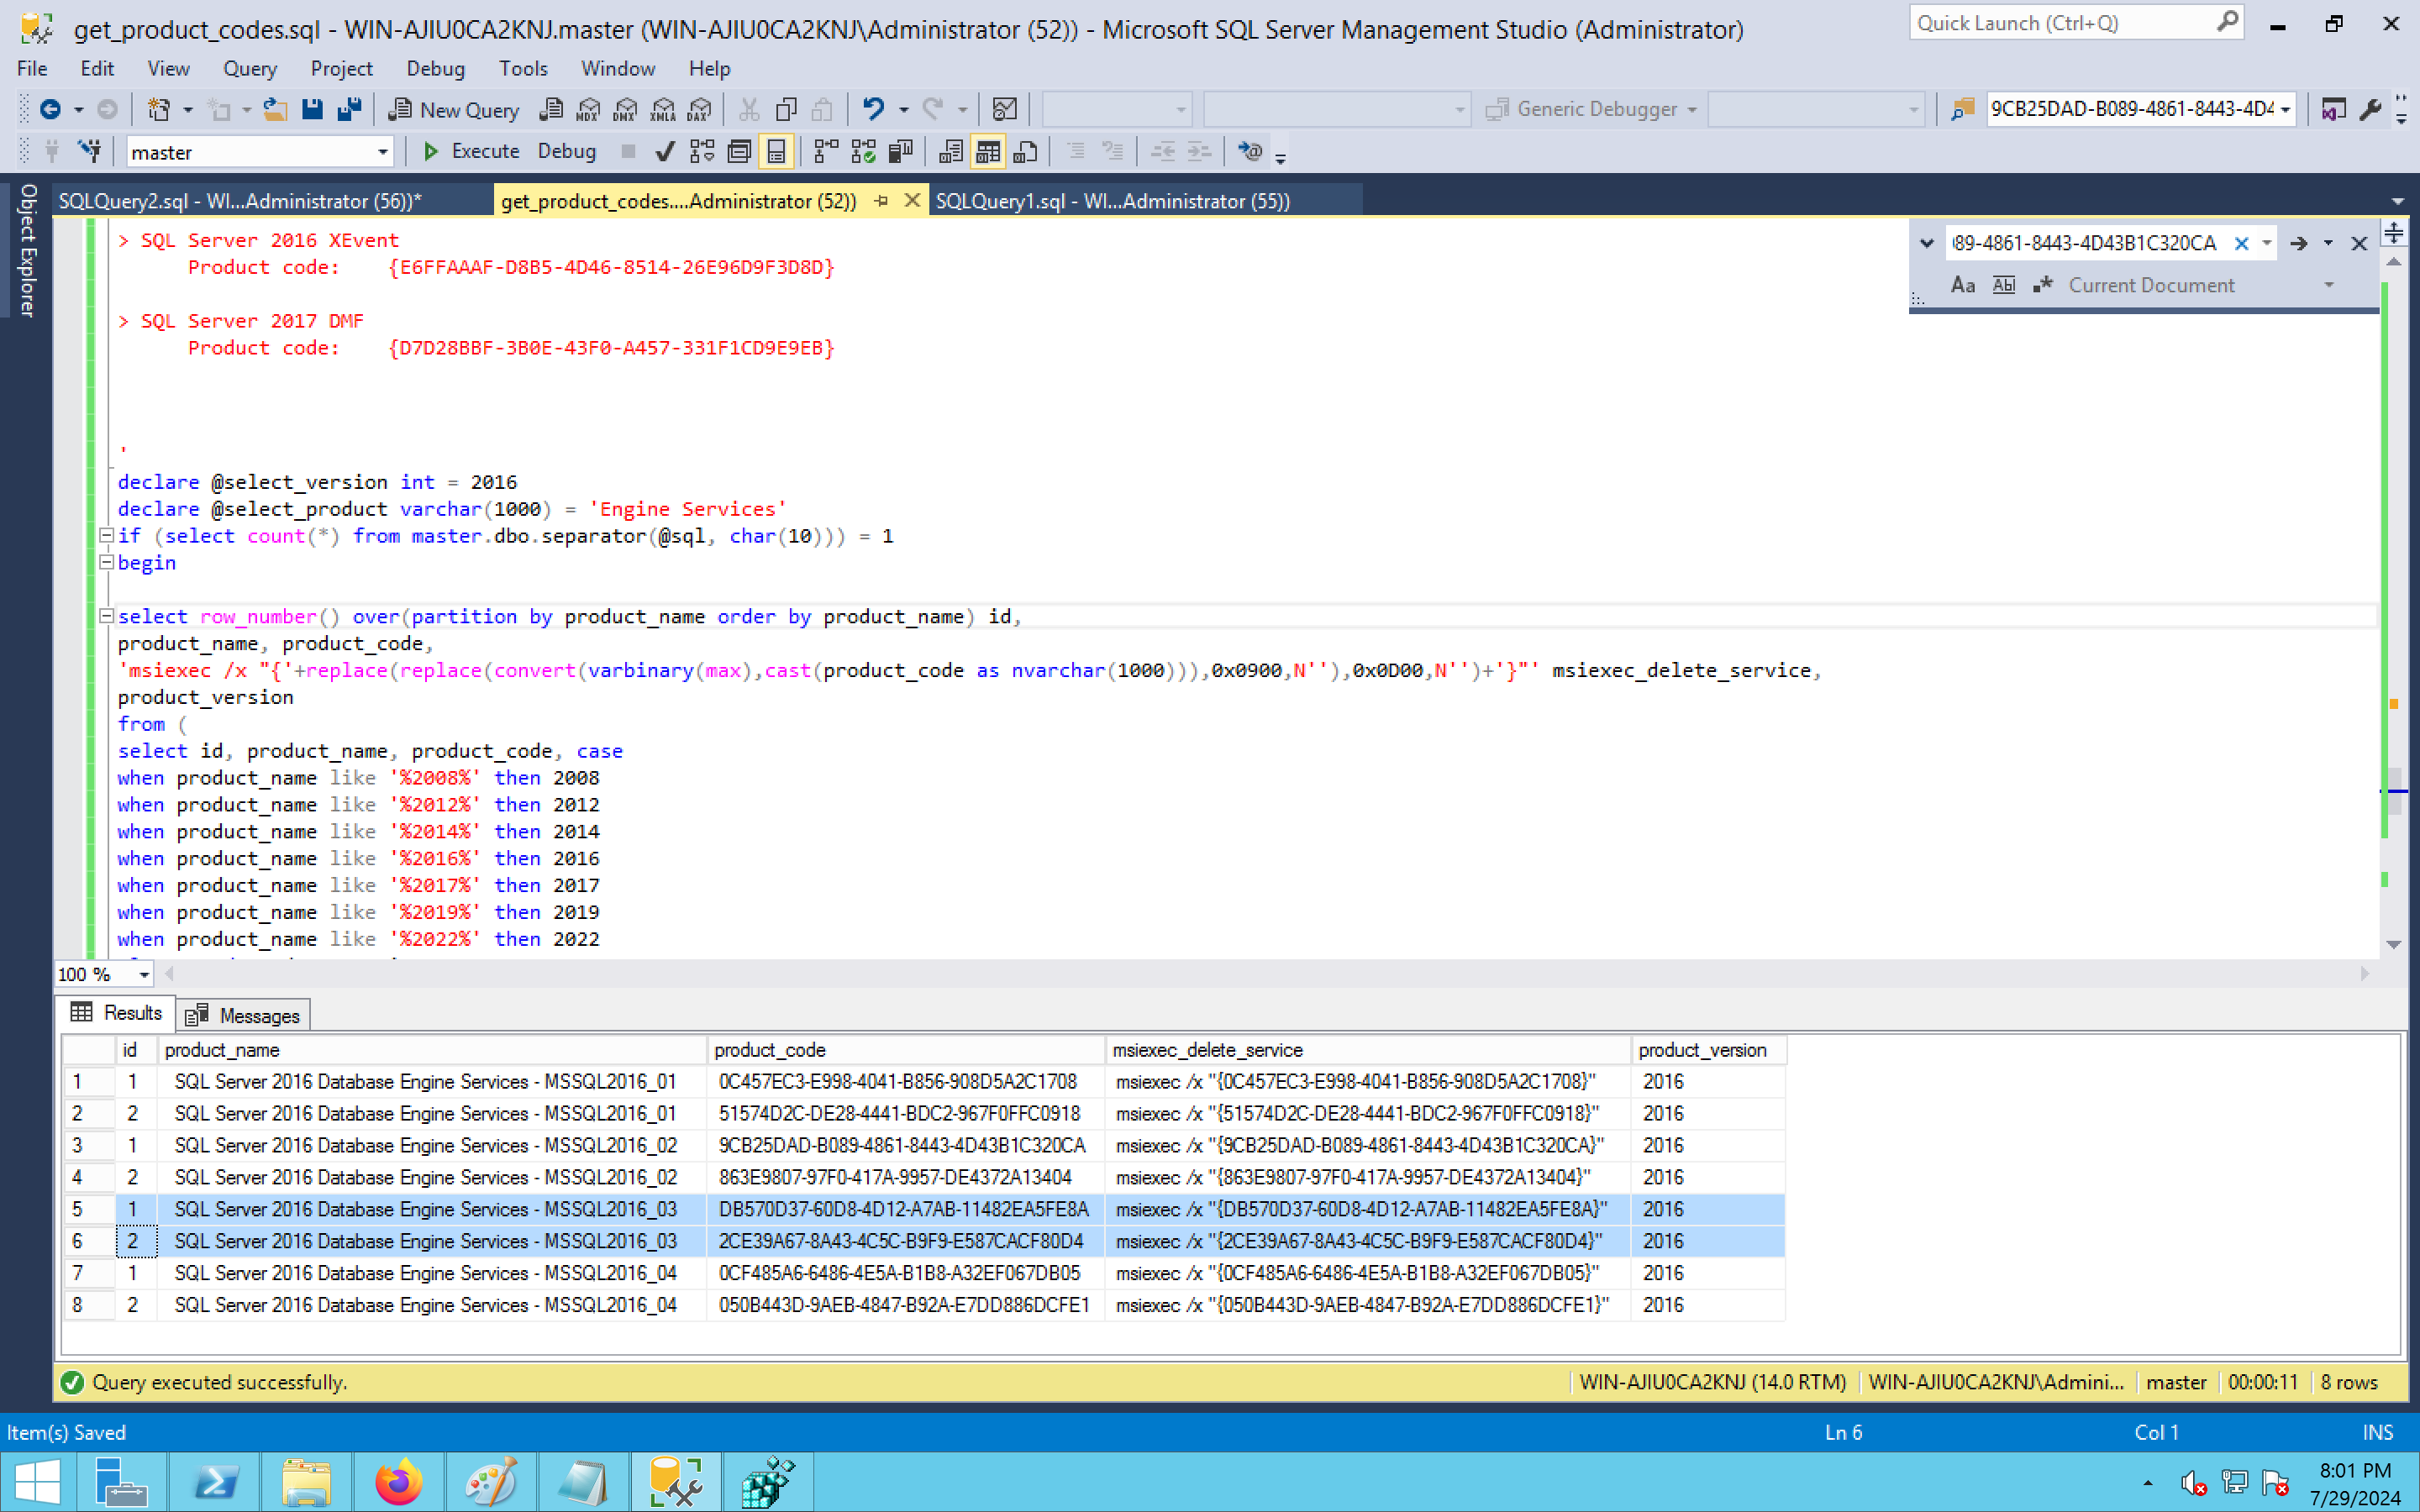 get_product_codes.sql - WIN-AJIU0CA2KNJ.master (WIN-AJIU0CA2KNJ\Administrator (52)) - Microsoft SQL Server Management Studio (Administrator)
Quick Launch (Ctrl+Q)
File Edit View Query Project Debug Tools Window Help
New Query MDX DMX XMLA DAX Generic Debugger 9CB25DAD-B089-4861-8443-4D4
master Execute Debug
Object Explorer
SQLQuery2.sql - WI...Administrator (56))* get_product_codes....Administrator (52)) SQLQuery1.sql - WI...Administrator (55))
89-4861-8443-4D43B1C320CA
Aa Abl Current Document
> SQL Server 2016 XEvent
Product code: {E6FFAAAF-D8B5-4D46-8514-26E96D9F3D8D}
> SQL Server 2017 DMF
Product code: {D7D28BBF-3B0E-43F0-A457-331F1CD9E9EB}
'
declare @select_version int = 2016
declare @select_product varchar(1000) = 'Engine Services'
if (select count(*) from master.dbo.separator(@sql, char(10))) = 1
begin
select row_number() over(partition by product_name order by product_name) id,
product_name, product_code,
'msiexec /x "{'+replace(replace(convert(varbinary(max),cast(product_code as nvarchar(1000))),0x0900,N''),0x0D00,N'')+'}"' msiexec_delete_service,
product_version
from (
select id, product_name, product_code, case
when product_name like '%2008%' then 2008
when product_name like '%2012%' then 2012
when product_name like '%2014%' then 2014
when product_name like '%2016%' then 2016
when product_name like '%2017%' then 2017
when product_name like '%2019%' then 2019
when product_name like '%2022%' then 2022
100 %
Results Messages
id product_name product_code msiexec_delete_service product_version
1 1 SQL Server 2016 Database Engine Services - MSSQL2016_01 0C457EC3-E998-4041-B856-908D5A2C1708 msiexec /x "{0C457EC3-E998-4041-B856-908D5A2C1708}" 2016
2 2 SQL Server 2016 Database Engine Services - MSSQL2016_01 51574D2C-DE28-4441-BDC2-967F0FFC0918 msiexec /x "{51574D2C-DE28-4441-BDC2-967F0FFC0918}" 2016
3 1 SQL Server 2016 Database Engine Services - MSSQL2016_02 9CB25DAD-B089-4861-8443-4D43B1C320CA msiexec /x "{9CB25DAD-B089-4861-8443-4D43B1C320CA}" 2016
4 2 SQL Server 2016 Database Engine Services - MSSQL2016_02 863E9807-97F0-417A-9957-DE4372A13404 msiexec /x "{863E9807-97F0-417A-9957-DE4372A13404}" 2016
5 1 SQL Server 2016 Database Engine Services - MSSQL2016_03 DB570D37-60D8-4D12-A7AB-11482EA5FE8A msiexec /x "{DB570D37-60D8-4D12-A7AB-11482EA5FE8A}" 2016
6 2 SQL Server 2016 Database Engine Services - MSSQL2016_03 2CE39A67-8A43-4C5C-B9F9-E587CACF80D4 msiexec /x "{2CE39A67-8A43-4C5C-B9F9-E587CACF80D4}" 2016
7 1 SQL Server 2016 Database Engine Services - MSSQL2016_04 0CF485A6-6486-4E5A-B1B8-A32EF067DB05 msiexec /x "{0CF485A6-6486-4E5A-B1B8-A32EF067DB05}" 2016
8 2 SQL Server 2016 Database Engine Services - MSSQL2016_04 050B443D-9AEB-4847-B92A-E7DD886DCFE1 msiexec /x "{050B443D-9AEB-4847-B92A-E7DD886DCFE1}" 2016
Query executed successfully. WIN-AJIU0CA2KNJ (14.0 RTM) WIN-AJIU0CA2KNJ\Admini... master 00:00:11 8 rows
Item(s) Saved Ln 6 Col 1 INS
8:01 PM
7/29/2024